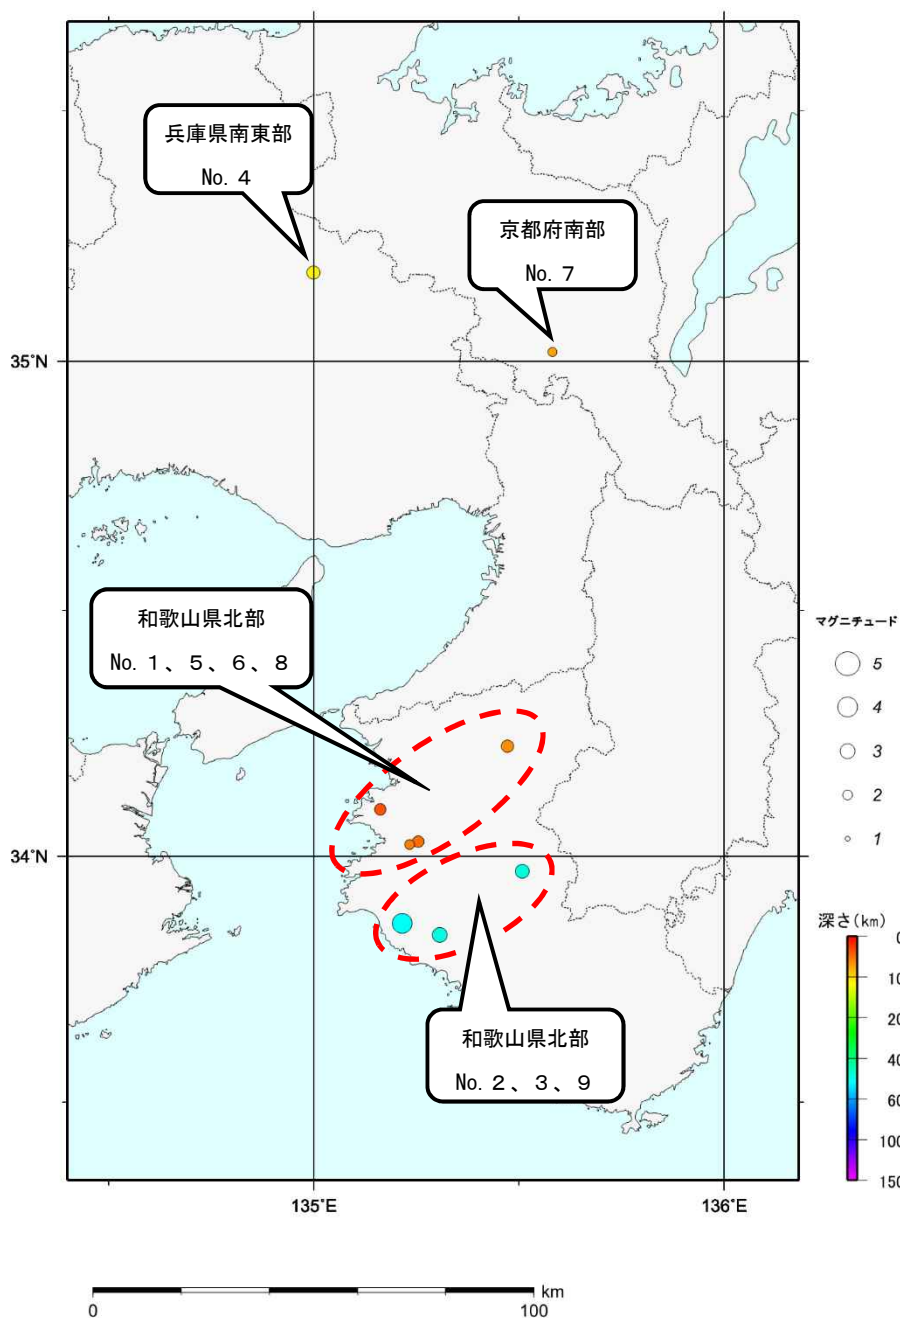 兵庫県南東部
No. 4
京都府南部
No. 7
35°N
和歌山県北部
No. 1、5、6、8
マグニチュード
5
4
3
2
1
34°N
深さ(km)
0
10
20
40
60
100
150
和歌山県北部
No. 2、3、9
135°E
136°E
km
0
100